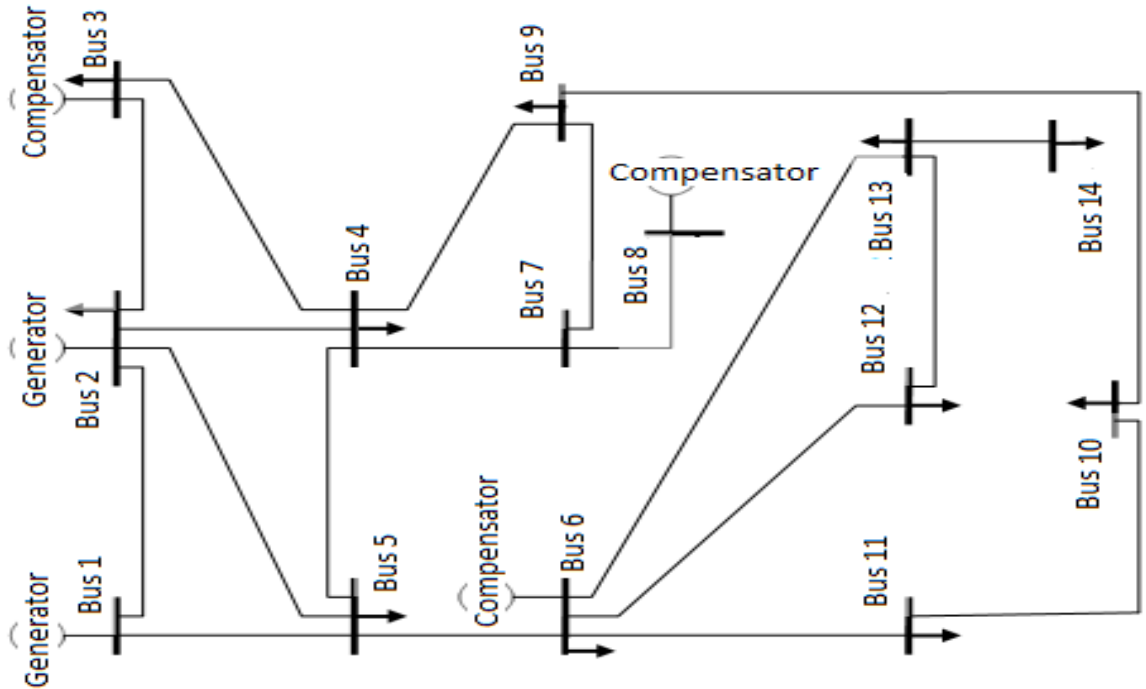 Compensator
Bus 3
Bus 9
Compensator
Generator
Bus 2
Bus 4
Bus 7
Bus 8
Bus 13
Bus 14
Bus 12
Generator
Bus 1
Bus 5
Compensator
Bus 6
Bus 11
Bus 10